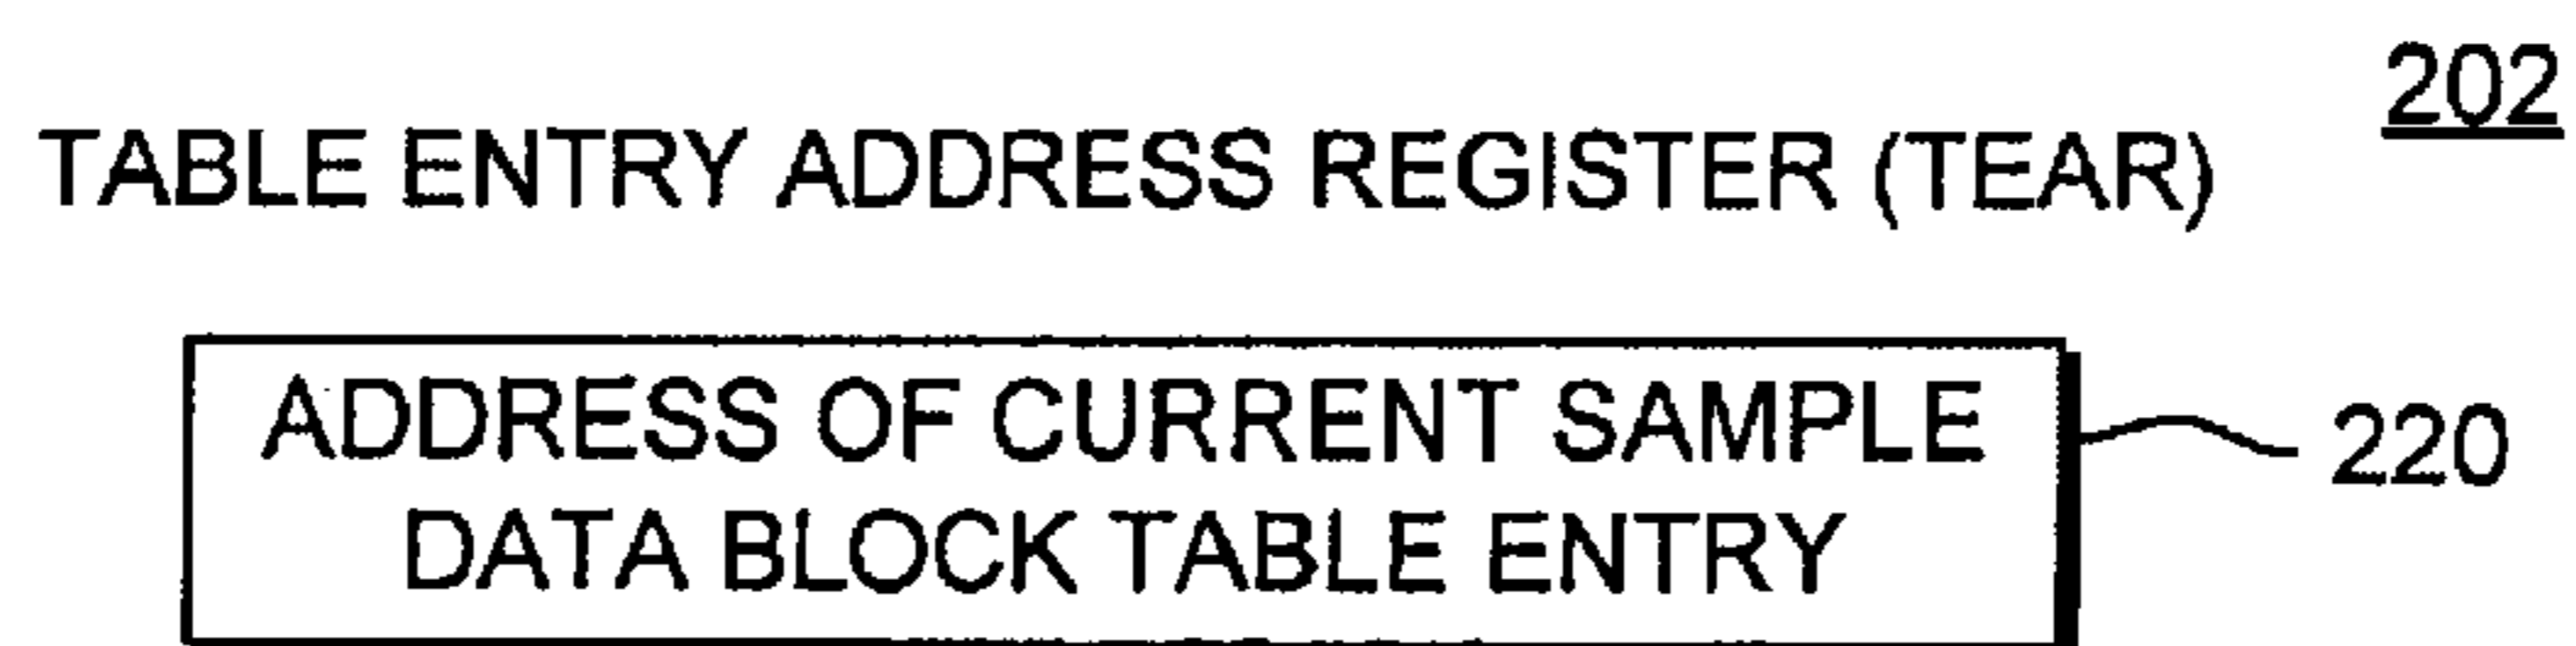 202
TABLE ENTRY ADDRESS REGISTER (TEAR)
ADDRESS OF CURRENT SAMPLE
DATA BLOCK TABLE ENTRY
220